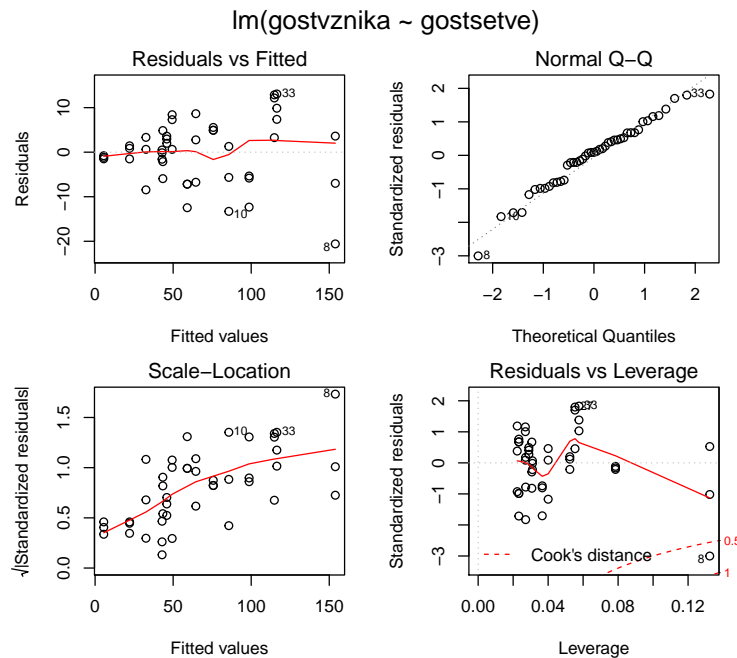 lm(gostvznika ~ gostsetve)
Residuals vs Fitted
Residuals
10
0
−10
−20
33
10
8
0 50 100 150
Fitted values
Normal Q−Q
Standardized residuals
2
1
0
−1
−3
33
10
8
−2 −1 0 1 2
Theoretical Quantiles
Scale−Location
√|Standardized residuals|
1.5
1.0
0.5
0.0
8
10
33
0 50 100 150
Fitted values
Residuals vs Leverage
Standardized residuals
2
1
0
−1
−3
33
8
Cook's distance
0.5
1
0.00 0.04 0.08 0.12
Leverage